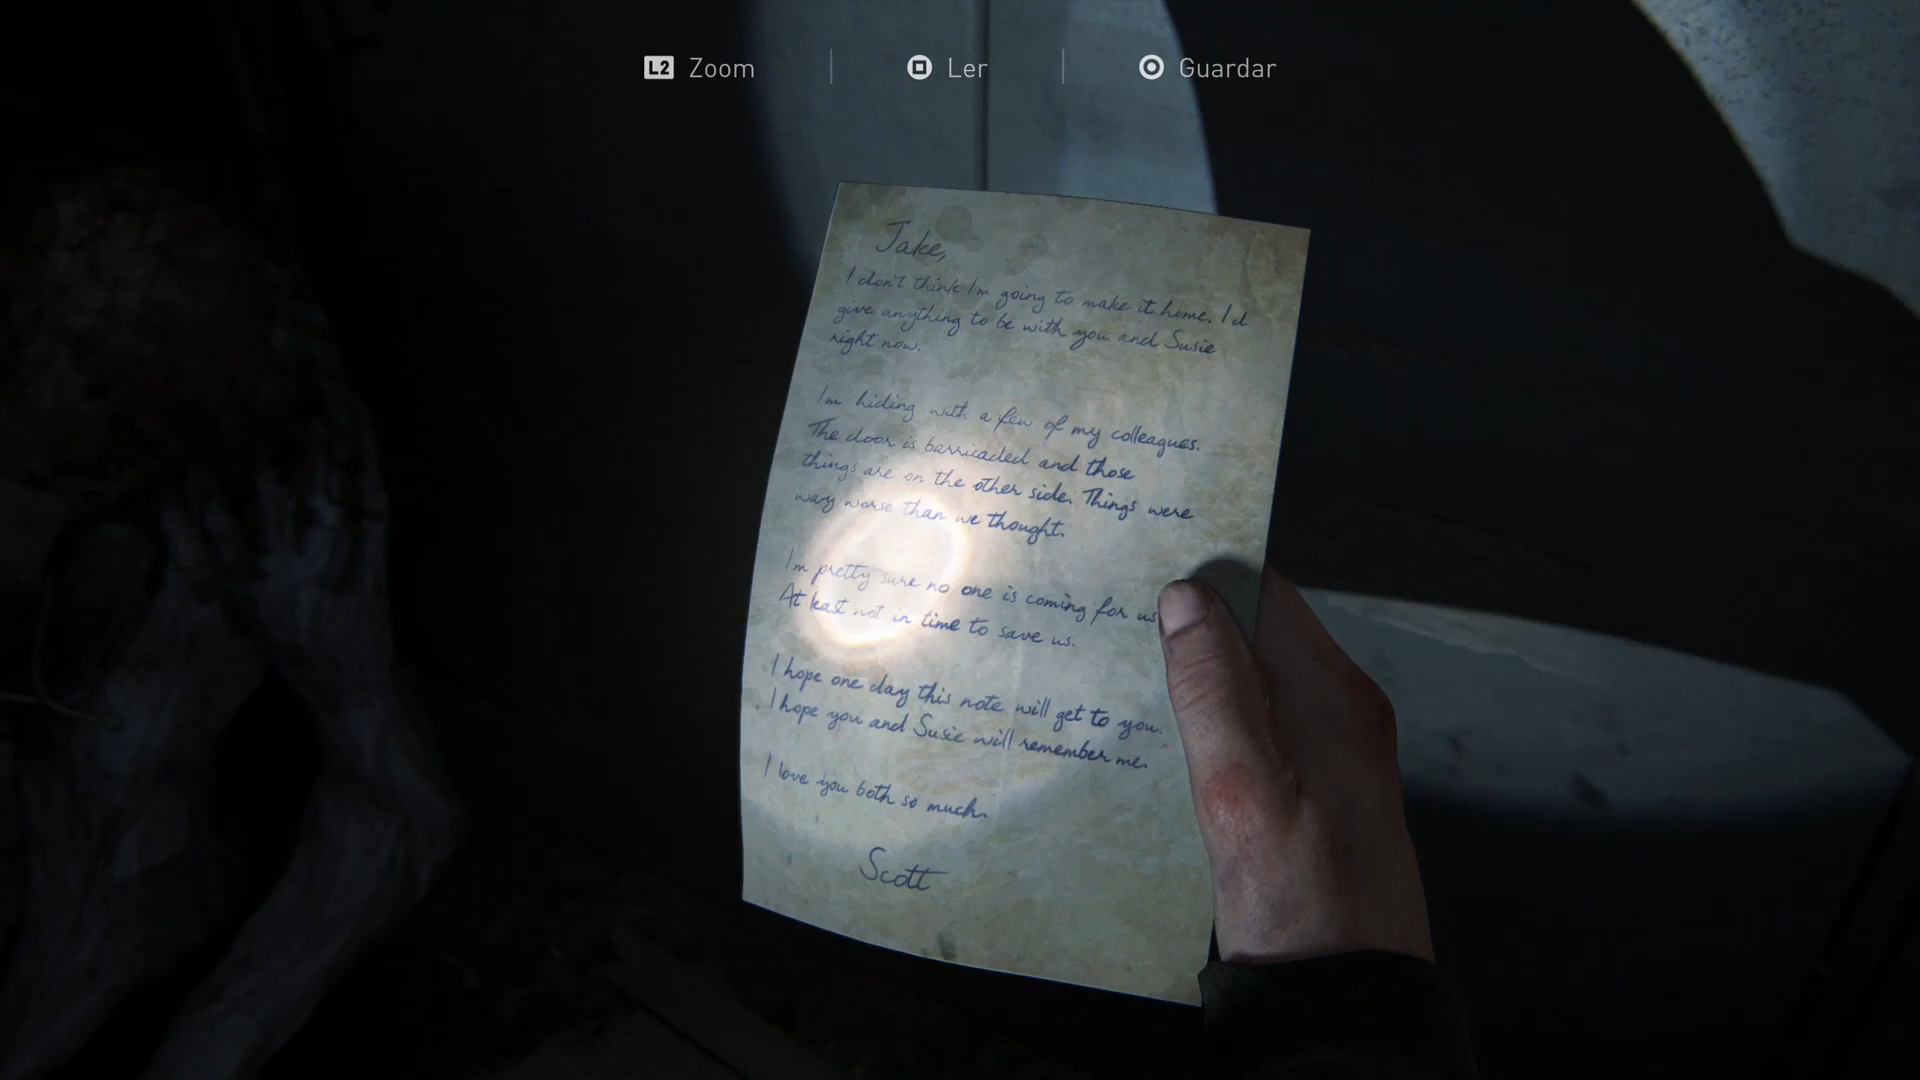 L2 Zoom
Ler
Guardar
Jake,
I don't think I'm going to make it home. I'd
give anything to be with you and Susie
right now.
I'm hiding with a few of my colleagues.
The door is barricaded and those
things are on the other side. Things were
way worse than we thought.
I'm pretty sure no one is coming for us
At least not in time to save us.
I hope one day this note will get to you.
I hope you and Susie will remember me.
I love you both so much.
Scott